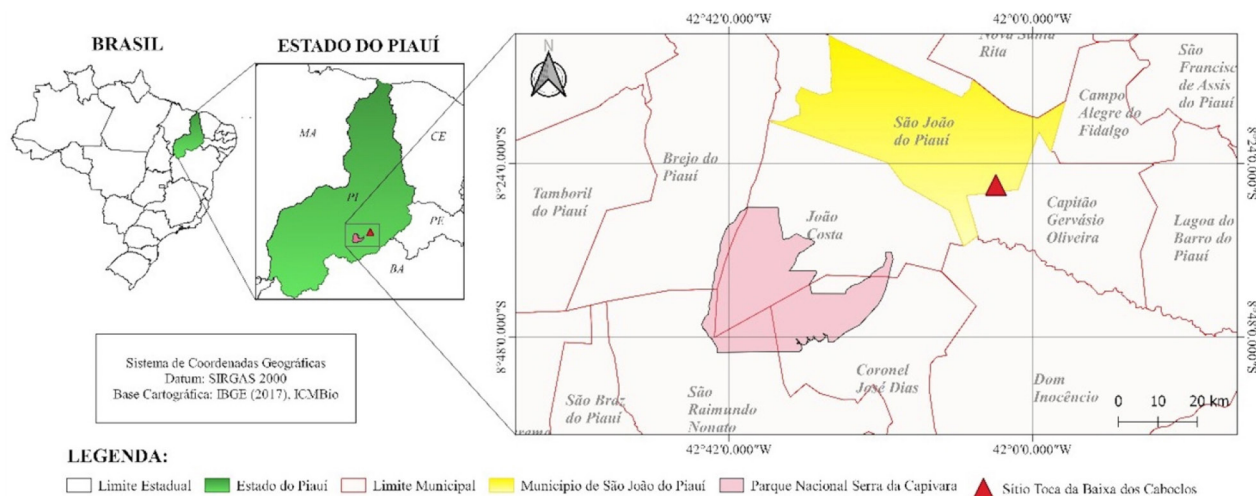 BRASIL
ESTADO DO PIAUÍ
MA
CE
PI
PE
BA
Sistema de Coordenadas Geográficas
Datum: SIRGAS 2000
Base Cartográfica: IBGE (2017), ICMBio
42°42'0.000"W
42°0'0.000"W
N
Nova Santa
Rita
São
Francisc
de Assis
do Piauí
Campo
Alegre do
Fidalgo
São João
do Piauí
8°24'0.000"S
8°24'0.000"S
Brejo do
Piauí
Tamboril
do Piauí
João
Costa
Capitão
Gervásio
Oliveira
Lagoa do
Barro do
Piauí
8°48'0.000"S
8°48'0.000"S
São Braz
do Piauí
São
Raimundo
Nonato
Coronel
José Dias
Dom
Inocêncio
0 10 20 km
42°42'0.000"W
42°0'0.000"W
LEGENDA:
Limite Estadual
Estado do Piauí
Limite Municipal
Município de São João do Piauí
Parque Nacional Serra da Capivara
Sítio Toca da Baixa dos Caboclos